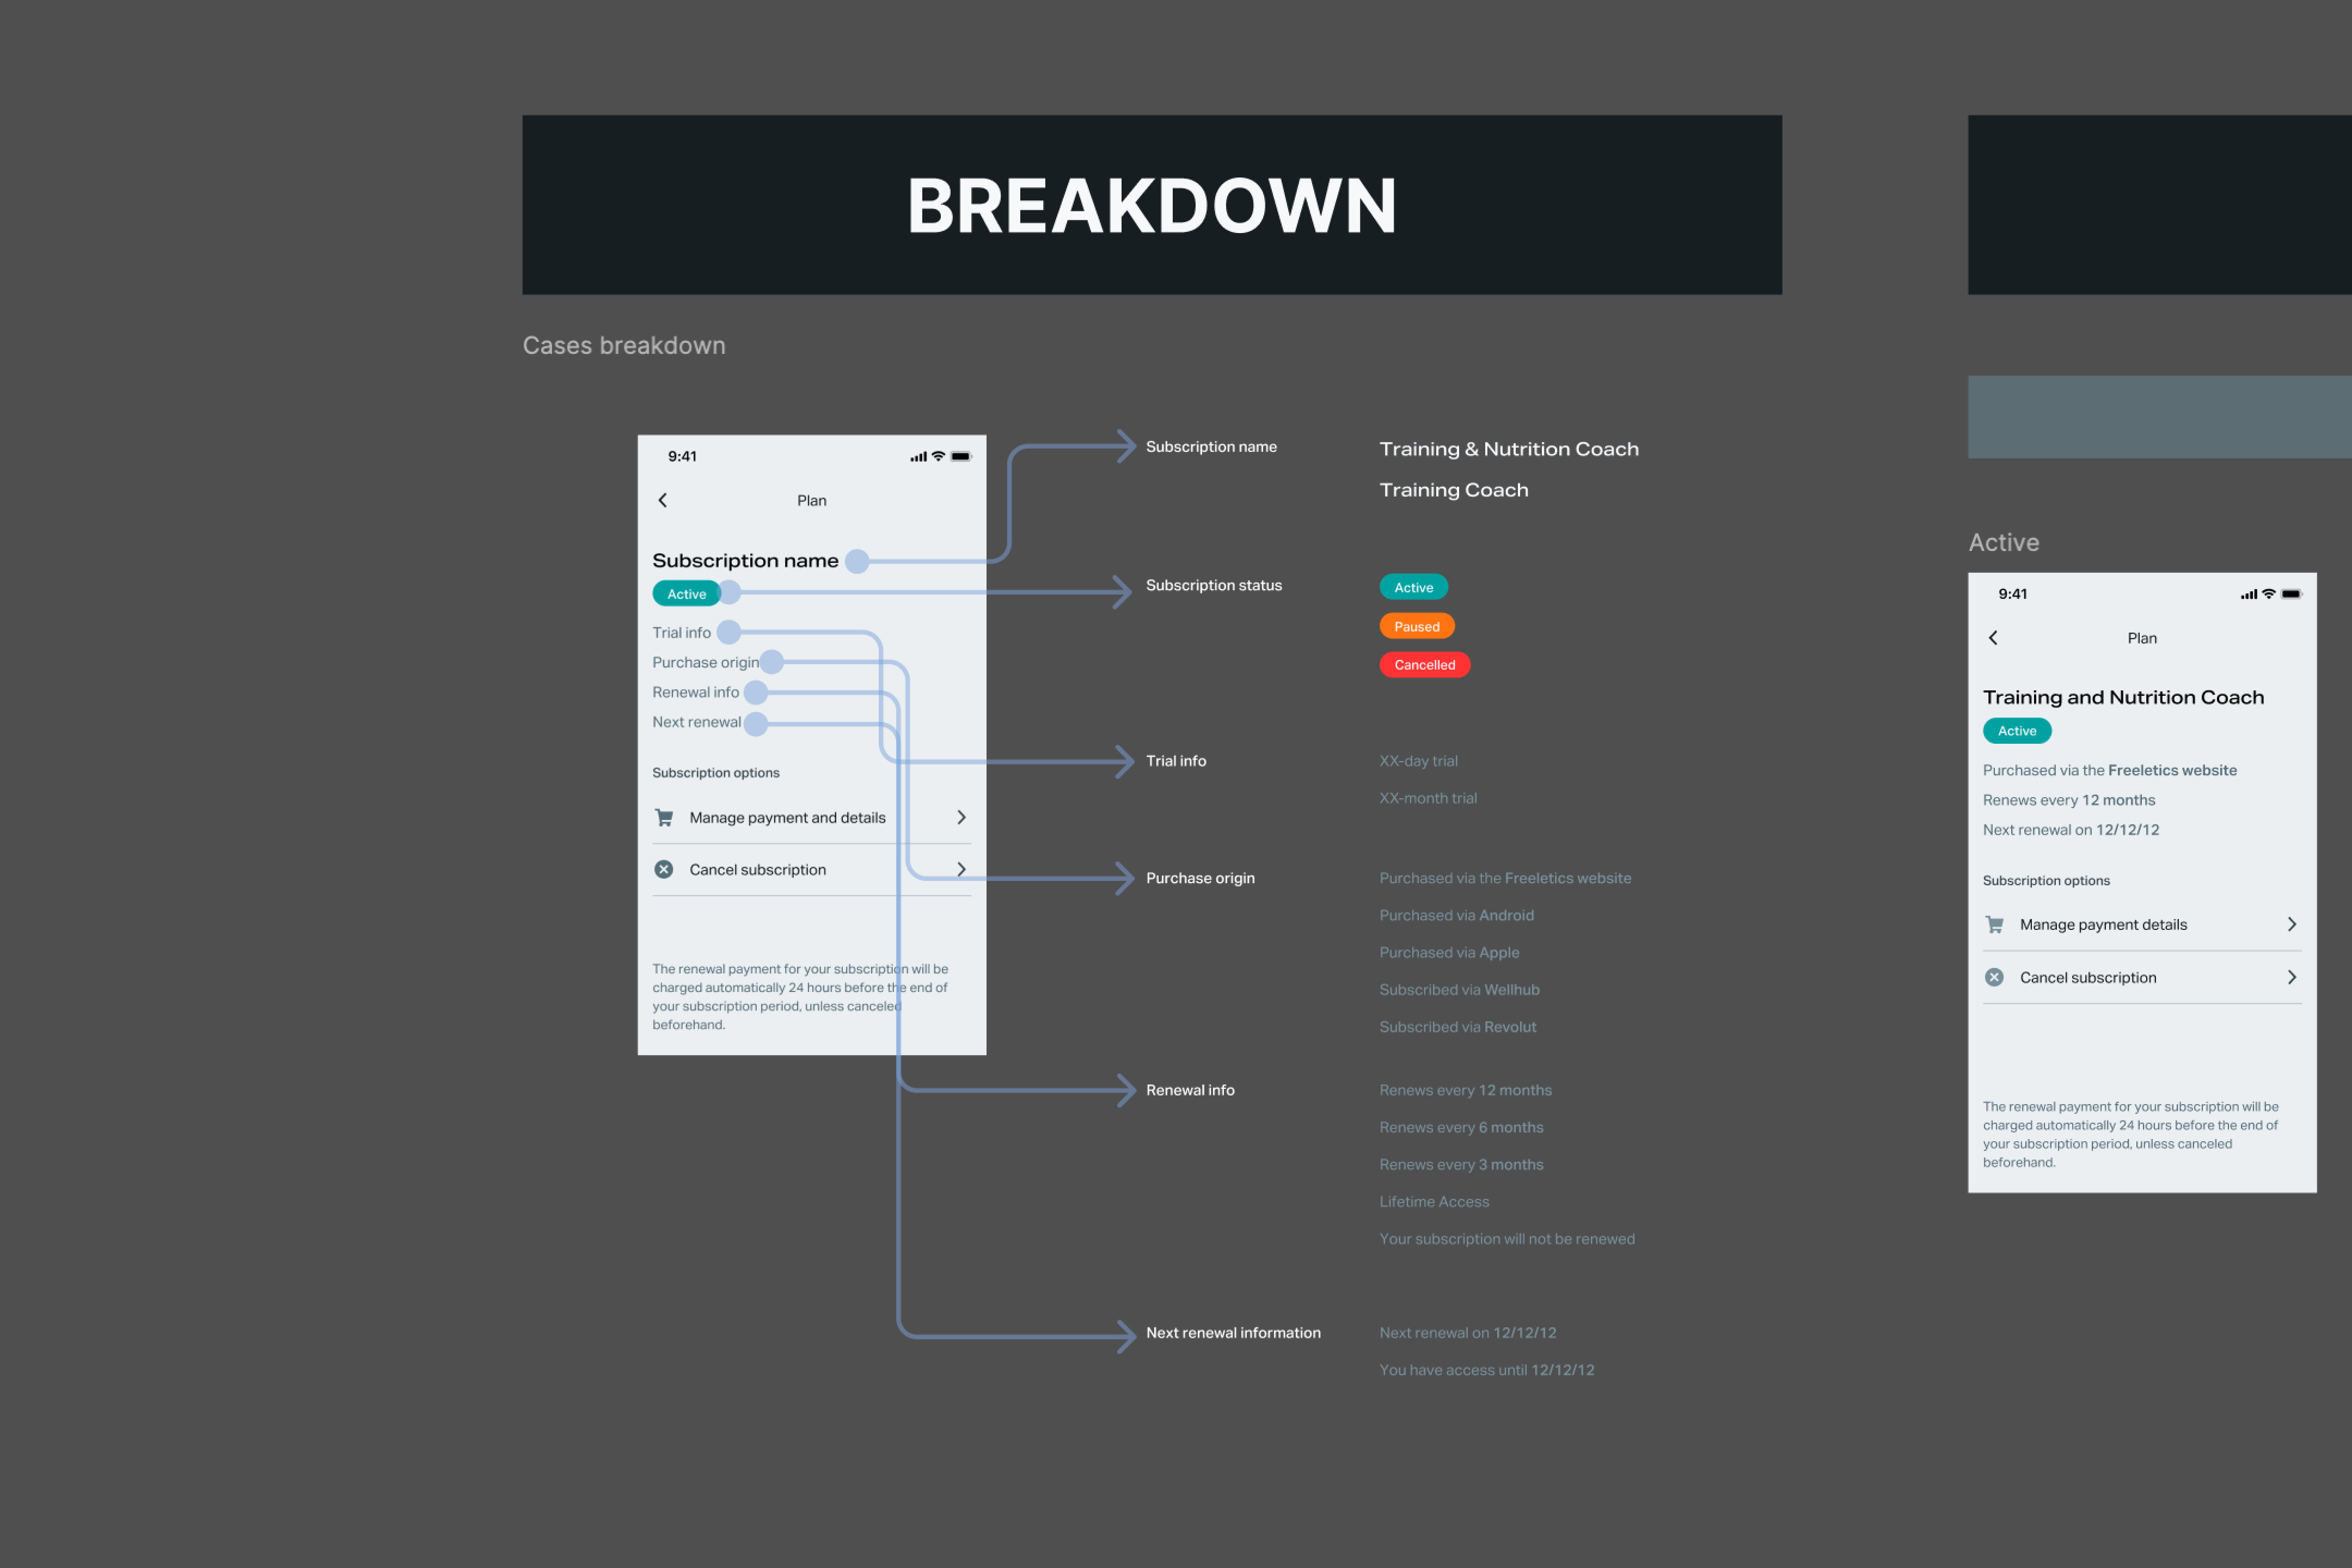 BREAKDOWN
Cases breakdown
9:41
Plan
Subscription name
Active
Trial info
Purchase origin
Renewal info
Next renewal
Subscription options
Manage payment and details
Cancel subscription
The renewal payment for your subscription will be
charged automatically 24 hours before the end of
your subscription period, unless canceled
beforehand.
Subscription name
Training & Nutrition Coach
Training Coach
Subscription status
Active
Paused
Cancelled
Trial info
XX-day trial
XX-month trial
Purchase origin
Purchased via the Freeletics website
Purchased via Android
Purchased via Apple
Subscribed via Wellhub
Subscribed via Revolut
Renewal info
Renews every 12 months
Renews every 6 months
Renews every 3 months
Lifetime Access
Your subscription will not be renewed
Next renewal information
Next renewal on 12/12/12
You have access until 12/12/12
Active
9:41
Plan
Training and Nutrition Coach
Active
Purchased via the Freeletics website
Renews every 12 months
Next renewal on 12/12/12
Subscription options
Manage payment details
Cancel subscription
The renewal payment for your subscription will be
charged automatically 24 hours before the end of
your subscription period, unless canceled
beforehand.